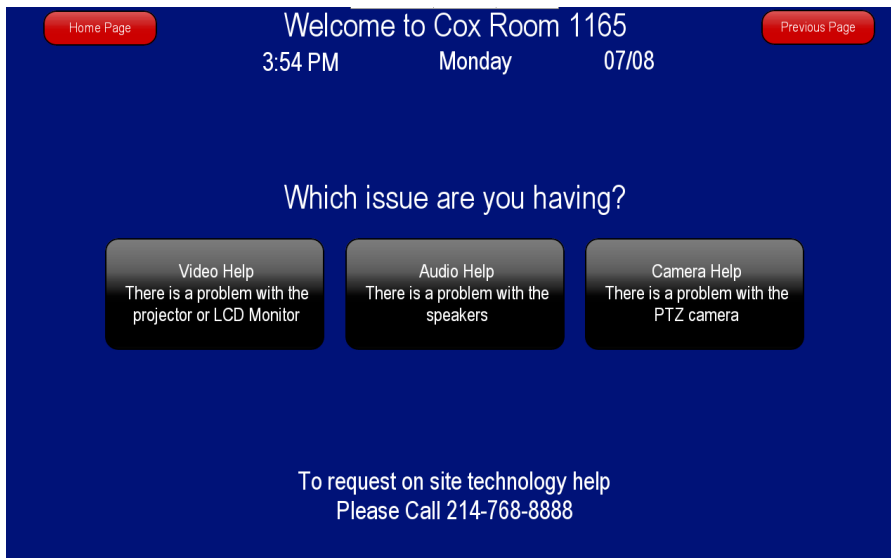 Home Page
Welcome to Cox Room 1165
Previous Page
3:54 PM Monday 07/08
Which issue are you having?
Video Help
There is a problem with the
projector or LCD Monitor
Audio Help
There is a problem with the
speakers
Camera Help
There is a problem with the
PTZ camera
To request on site technology help
Please Call 214-768-8888